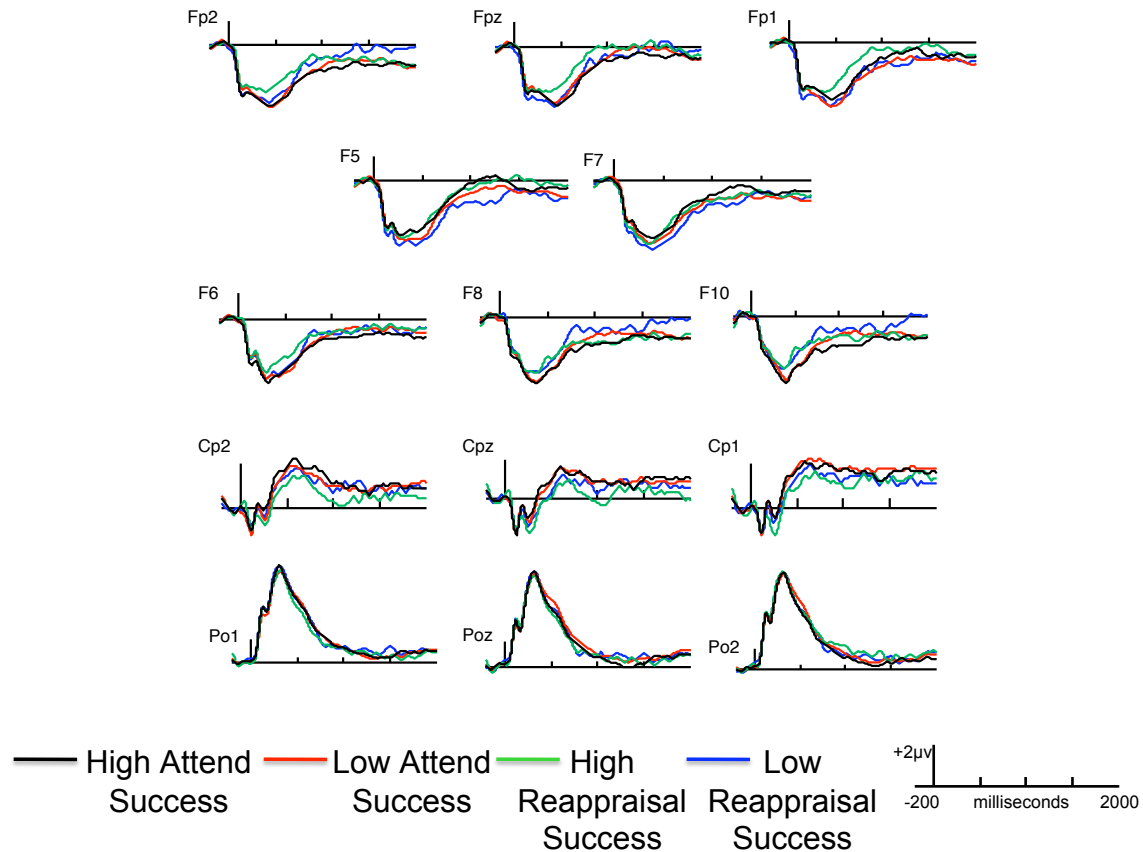 Fp2 Fpz Fp1
F5 F7
F6 F8 F10
Cp2 Cpz Cp1
Po1 Poz Po2
High Attend Success
Low Attend Success
High Reappraisal Success
Low Reappraisal Success
+2μv
-200 milliseconds 2000